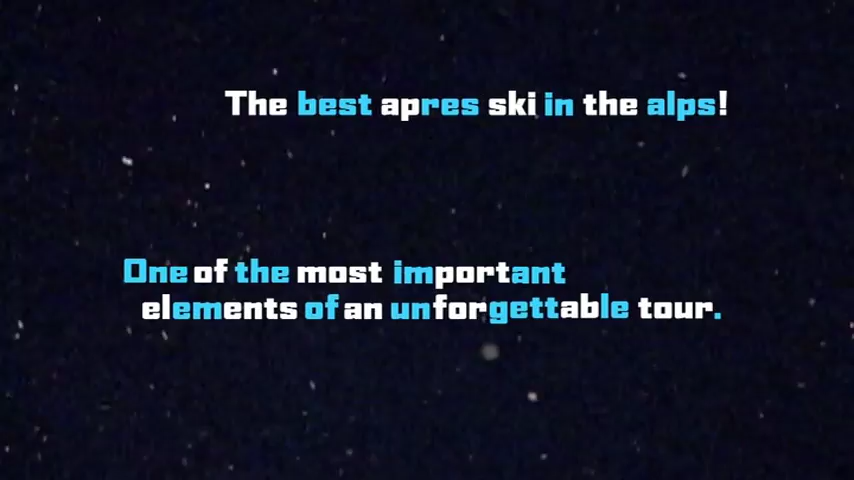 The best apres ski in the alps!
One of the most important
elements of an unforgettable tour.